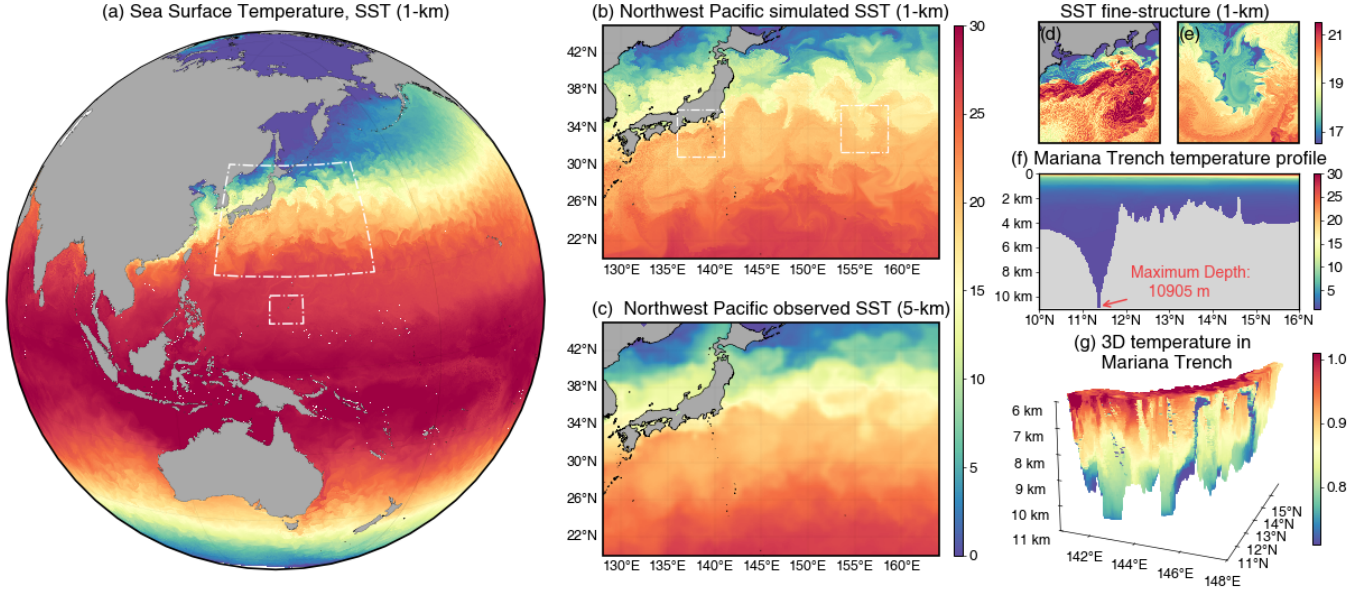 (a) Sea Surface Temperature, SST (1-km)
(b) Northwest Pacific simulated SST (1-km)
42°N
38°N
34°N
30°N
26°N
22°N
130°E 135°E 140°E 145°E 150°E 155°E 160°E
(c) Northwest Pacific observed SST (5-km)
42°N
38°N
34°N
30°N
26°N
22°N
130°E 135°E 140°E 145°E 150°E 155°E 160°E
30
25
20
15
10
5
0
SST fine-structure (1-km)
(d)
(e)
21
19
17
(f) Mariana Trench temperature profile
0
2 km
4 km
6 km
8 km
10 km
Maximum Depth:
10905 m
10°N 11°N 12°N 13°N 14°N 15°N 16°N
30
25
20
15
10
5
1
(g) 3D temperature in
Mariana Trench
6 km
7 km
8 km
9 km
10 km
11 km
142°E
144°E
146°E
148°E
15°N
14°N
13°N
12°N
11°N
1.0
0.9
0.8